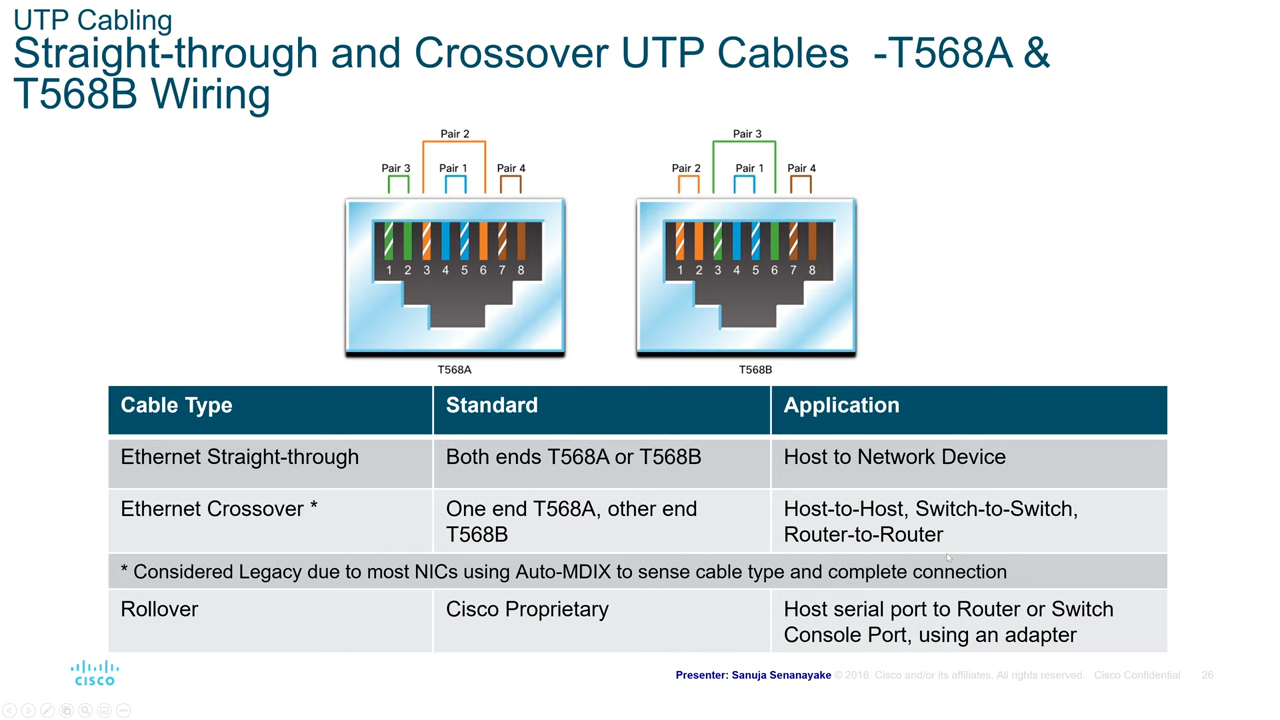 UTP Cabling
Straight-through and Crossover UTP Cables -T568A &
T568B Wiring
Pair 2
Pair 3 Pair 1 Pair 4
1 2 3 4 5 6 7 8
T568A
Pair 3
Pair 2 Pair 1 Pair 4
1 2 3 4 5 6 7 8
T568B
Cable Type Standard Application
Ethernet Straight-through Both ends T568A or T568B Host to Network Device
Ethernet Crossover * One end T568A, other end T568B Host-to-Host, Switch-to-Switch, Router-to-Router
* Considered Legacy due to most NICs using Auto-MDIX to sense cable type and complete connection
Rollover Cisco Proprietary Host serial port to Router or Switch Console Port, using an adapter
CISCO
Presenter: Sanuja Senanayake © 2016 Cisco and/or its affiliates. All rights reserved. Cisco Confidential 26